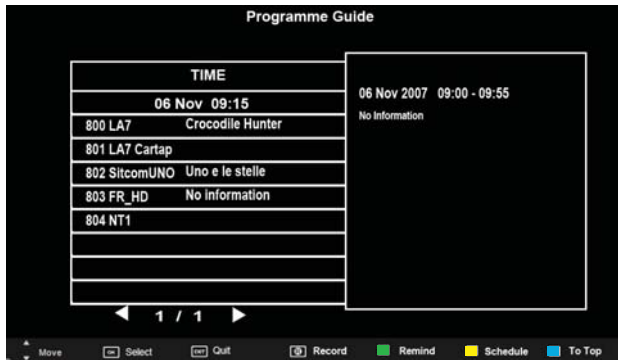 Programme Guide
TIME
06 Nov 09:15
800 LA7 Crocodile Hunter
801 LA7 Cartap
802 SitcomUNO Uno e le stelle
803 FR_HD No information
804 NT1
1 / 1
06 Nov 2007 09:00 - 09:55
No Information
Move OK Select EXIT Quit Record Remind Schedule To Top